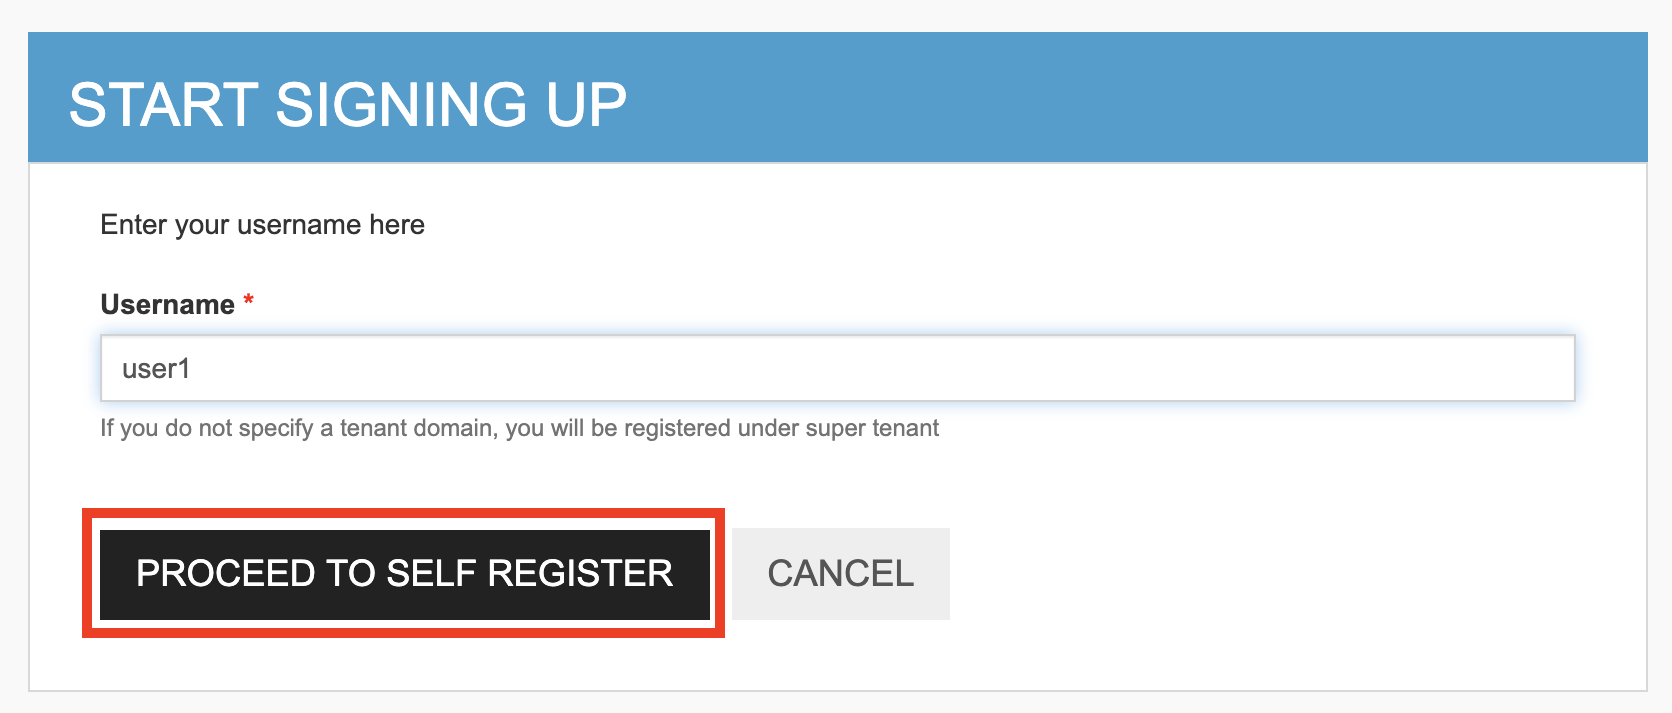 START SIGNING UP
Enter your username here
Username *
user1
If you do not specify a tenant domain, you will be registered under super tenant
PROCEED TO SELF REGISTER
CANCEL